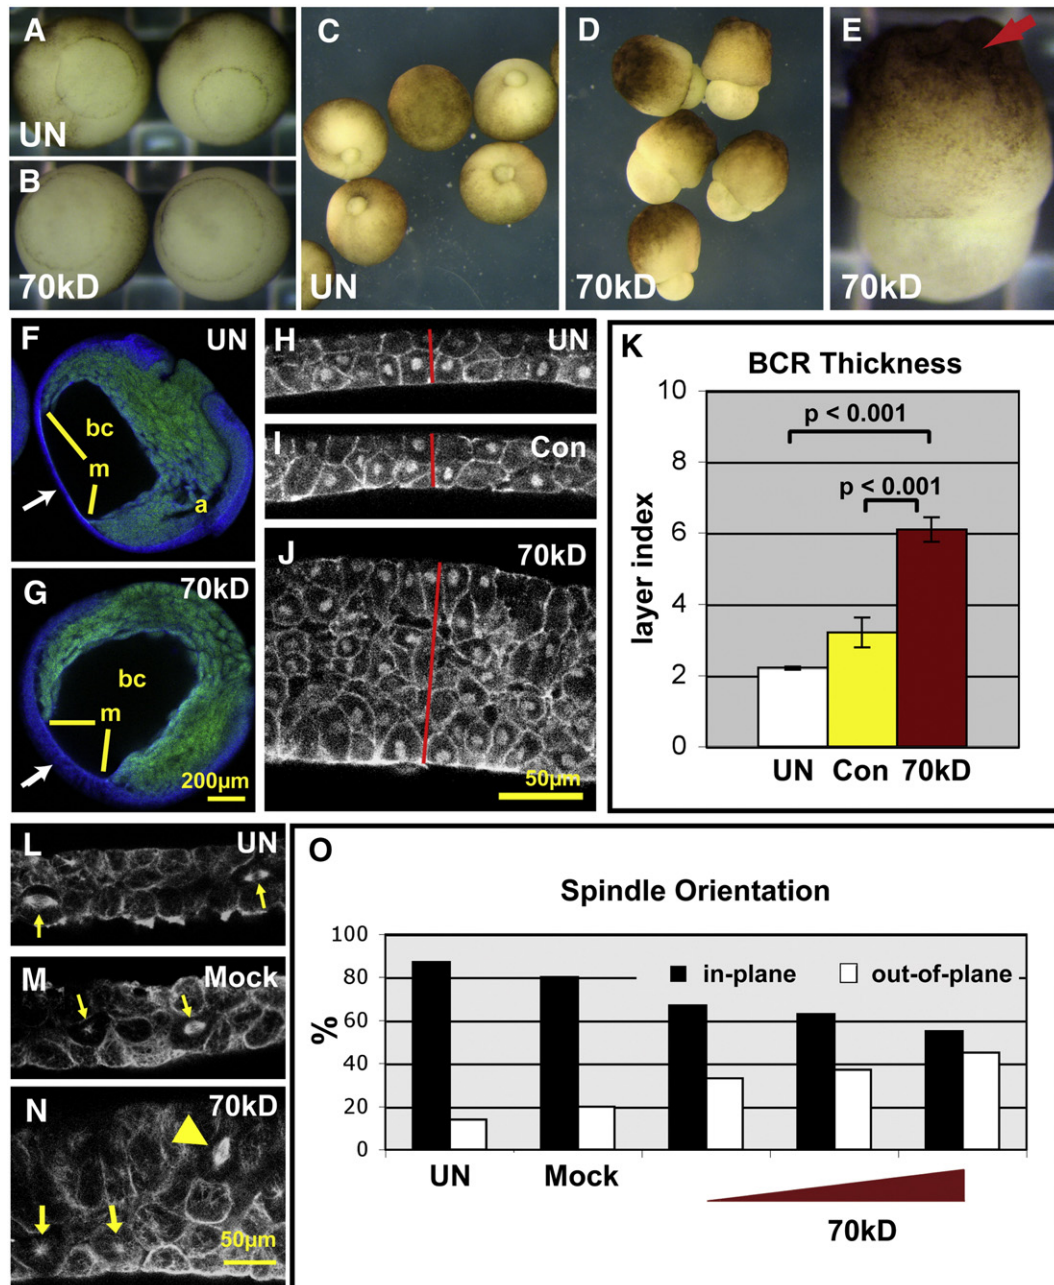 A
UN
B
70kD
C
UN
D
70kD
E
70kD
F
UN
bc
m
a
G
70kD
bc
m
200μm
H
UN
I
Con
J
70kD
50μm
K
BCR Thickness
10
8
6
4
2
0
layer index
p < 0.001
p < 0.001
UN Con 70kD
L
UN
M
Mock
N
70kD
50μm
O
Spindle Orientation
100
80
60
40
20
0
%
in-plane out-of-plane
UN Mock
70kD